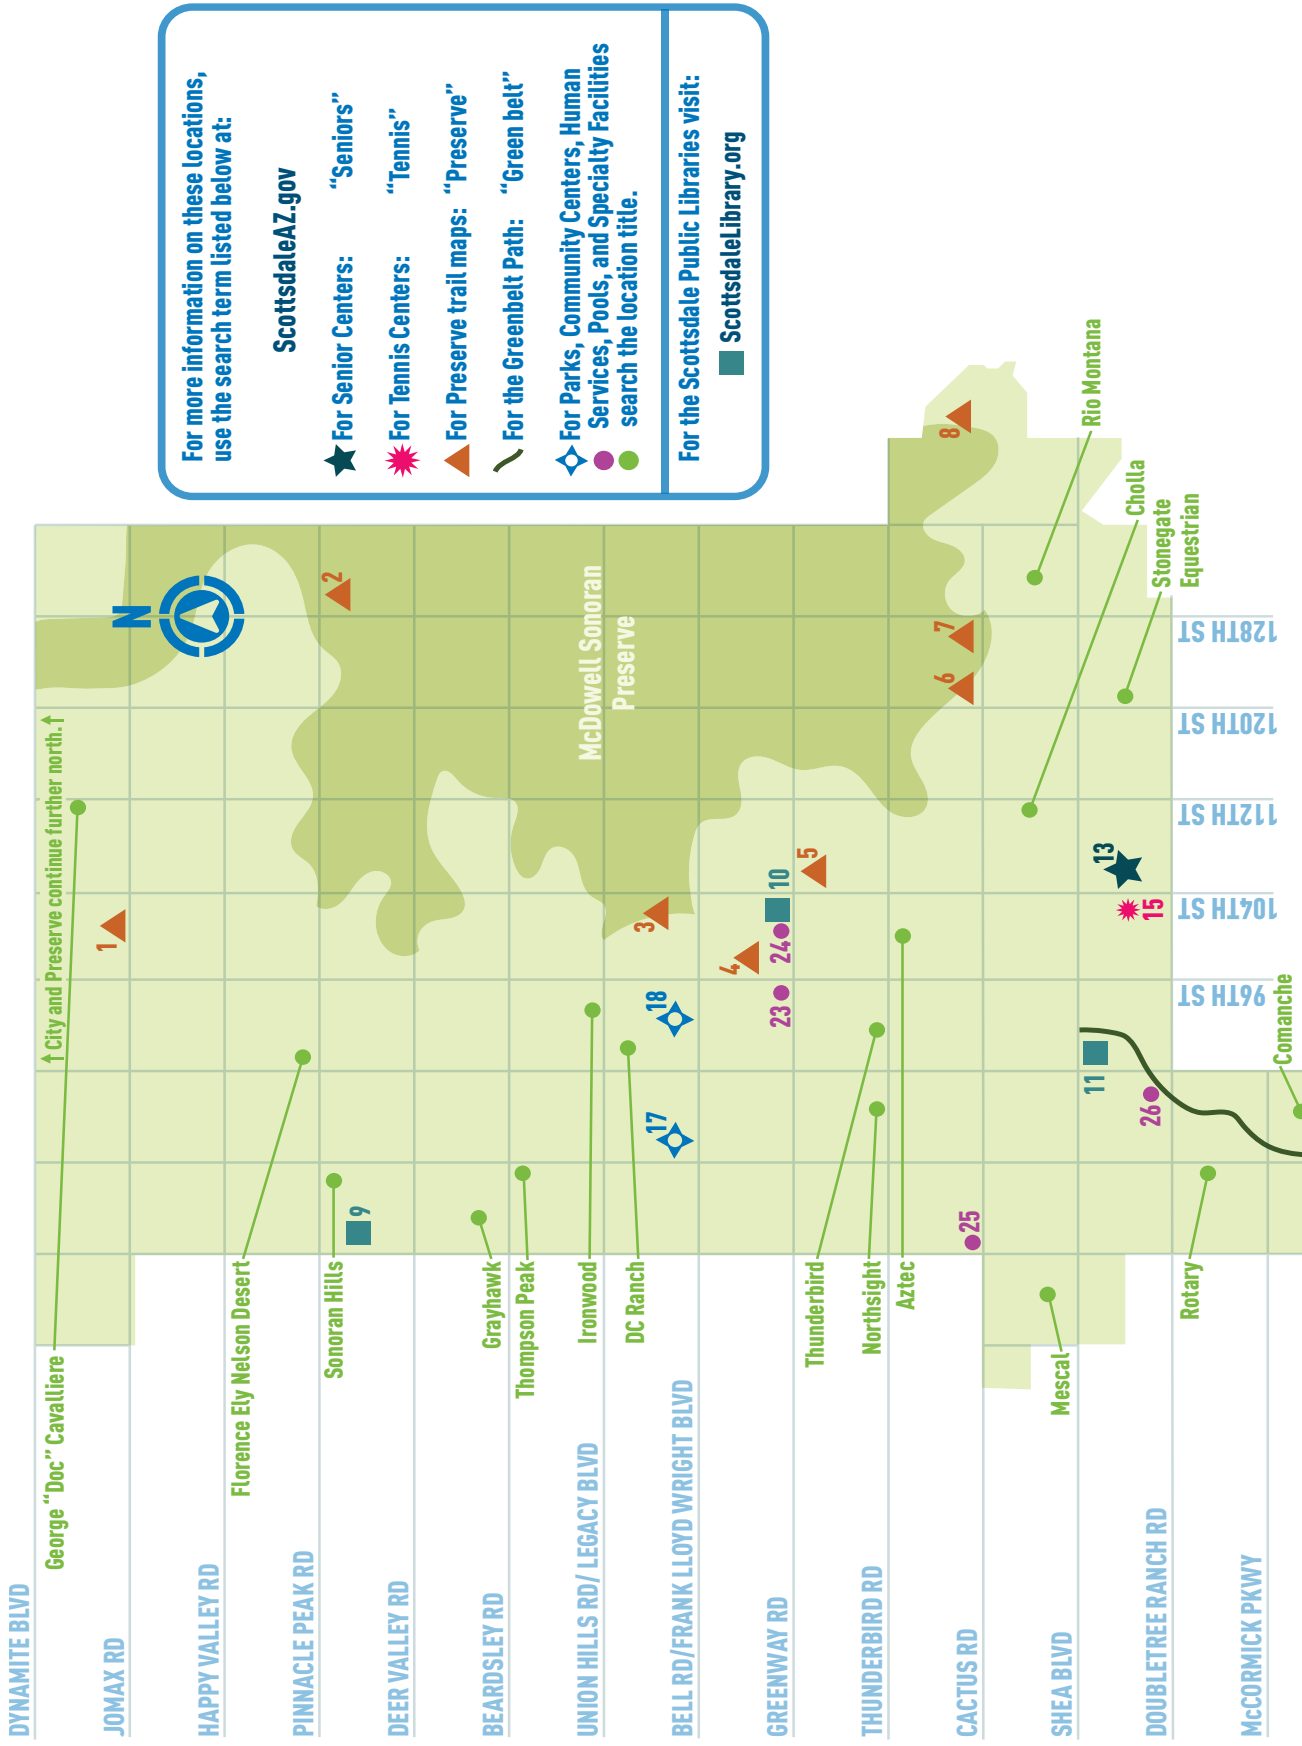 For more information on these locations,
use the search term listed below at:
ScottsdaleAZ.gov
For Senior Centers: “Seniors”
For Tennis Centers: “Tennis”
For Preserve trail maps: “Preserve”
For the Greenbelt Path: “Green belt”
For Parks, Community Centers, Human
Services, Pools, and Specialty Facilities
search the location title.
For the Scottsdale Public Libraries visit:
ScottsdaleLibrary.org
N
City and Preserve continue further north.
McDowell Sonoran
Preserve
DYNAMITE BLVD
JOMAX RD
HAPPY VALLEY RD
PINNACLE PEAK RD
DEER VALLEY RD
BEARDSLEY RD
UNION HILLS RD/ LEGACY BLVD
BELL RD/FRANK LLOYD WRIGHT BLVD
GREENWAY RD
THUNDERBIRD RD
CACTUS RD
SHEA BLVD
DOUBLETREE RANCH RD
McCORMICK PKWY
George “Doc” Cavalliere
Florence Ely Nelson Desert
Sonoran Hills
Grayhawk
Thompson Peak
Ironwood
DC Ranch
Thunderbird
Northsight
Aztec
Mescal
Rotary
Comanche
Rio Montana
Cholla
Stonegate
Equestrian
96TH ST
104TH ST
112TH ST
120TH ST
128TH ST
1
2
3
4
5
6
7
8
9
10
11
13
15
17
18
23
24
25
26